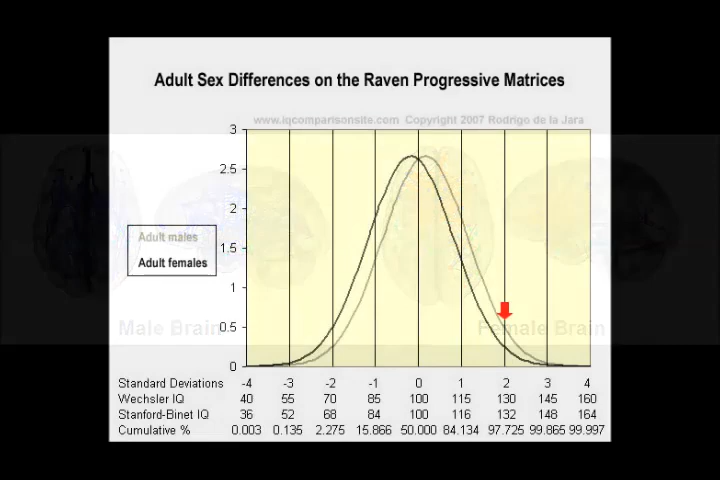 Adult Sex Differences on the Raven Progressive Matrices
www.iqcomparisonsite.com Copyright 2007 Rodrigo de la Jara
3
2.5
2
1.5
1
0.5
0
Adult males
Adult females
Male Brain
Female Brain
Standard Deviations -4 -3 -2 -1 0 1 2 3 4
Wechsler IQ 40 55 70 85 100 115 130 145 160
Stanford-Binet IQ 36 52 68 84 100 116 132 148 164
Cumulative % 0.003 0.135 2.275 15.866 50.000 84.134 97.725 99.865 99.997